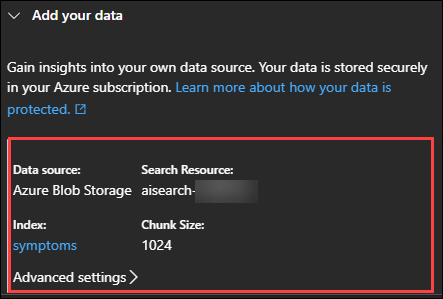 Add your data
Gain insights into your own data source. Your data is stored securely
in your Azure subscription. Learn more about how your data is
protected.
Data source: Search Resource:
Azure Blob Storage aisearch-
Index: Chunk Size:
symptoms 1024
Advanced settings